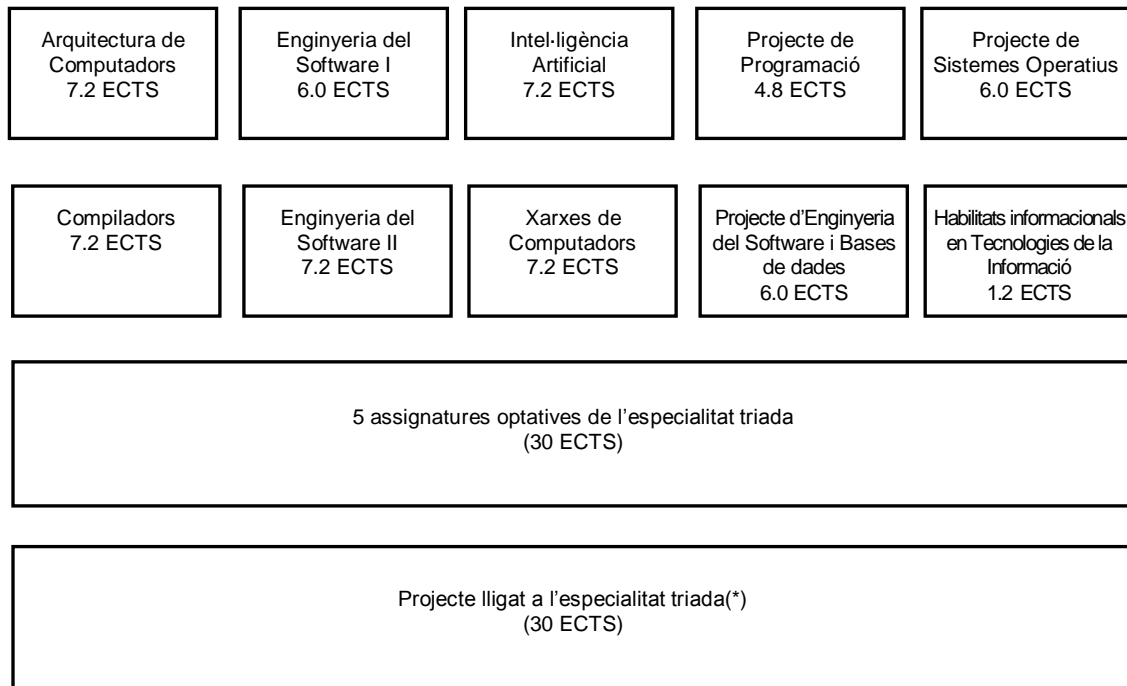 Arquitectura de
Computadors
7.2 ECTS
Enginyeria del
Software I
6.0 ECTS
Intel·ligència
Artificial
7.2 ECTS
Projecte de
Programació
4.8 ECTS
Projecte de
Sistemes Operatius
6.0 ECTS
Compiladors
7.2 ECTS
Enginyeria del
Software II
7.2 ECTS
Xarxes de
Computadors
7.2 ECTS
Projecte d’Enginyeria
del Software i Bases
de dades
6.0 ECTS
Habilitats informacionals
en Tecnologies de la
Informació
1.2 ECTS
5 assignatures optatives de l’especialitat triada
(30 ECTS)
Projecte lligat a l’especialitat triada(*)
(30 ECTS)